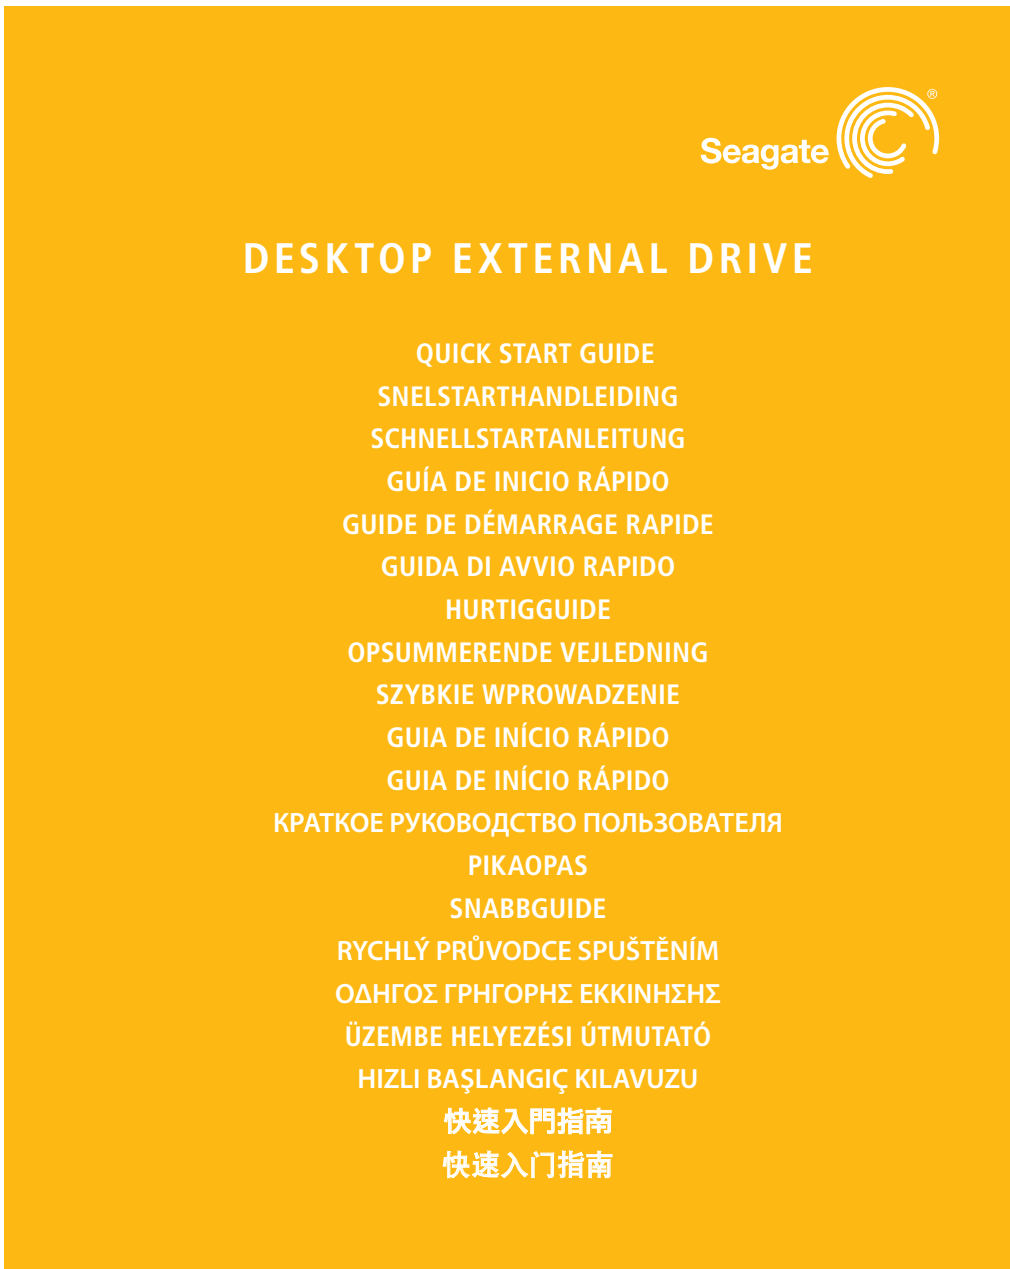 Seagate®
DESKTOP EXTERNAL DRIVE
QUICK START GUIDE
SNELSTARTHANDLEIDING
SCHNELLSTARTANLEITUNG
GUÍA DE INICIO RÁPIDO
GUIDE DE DÉMARRAGE RAPIDE
GUIDA DI AVVIO RAPIDO
HURTIGGUIDE
OPSUMMERENDE VEJLEDNING
SZYBKIE WPROWADZENIE
GUIA DE INÍCIO RÁPIDO
GUIA DE INÍCIO RÁPIDO
КРАТКОЕ РУКОВОДСТВО ПОЛЬЗОВАТЕЛЯ
PIKAOPAS
SNABBGUIDE
RYCHLÝ PRŮVODCE SPUŠTĚNÍM
ΟΔΗΓΟΣ ΓΡΗΓΟΡΗΣ ΕΚΚΙΝΗΣΗΣ
ÜZEMBE HELYEZÉSI ÚTMUTATÓ
HIZLI BAŞLANGIÇ KILAVUZU
快速入門指南
快速入门指南